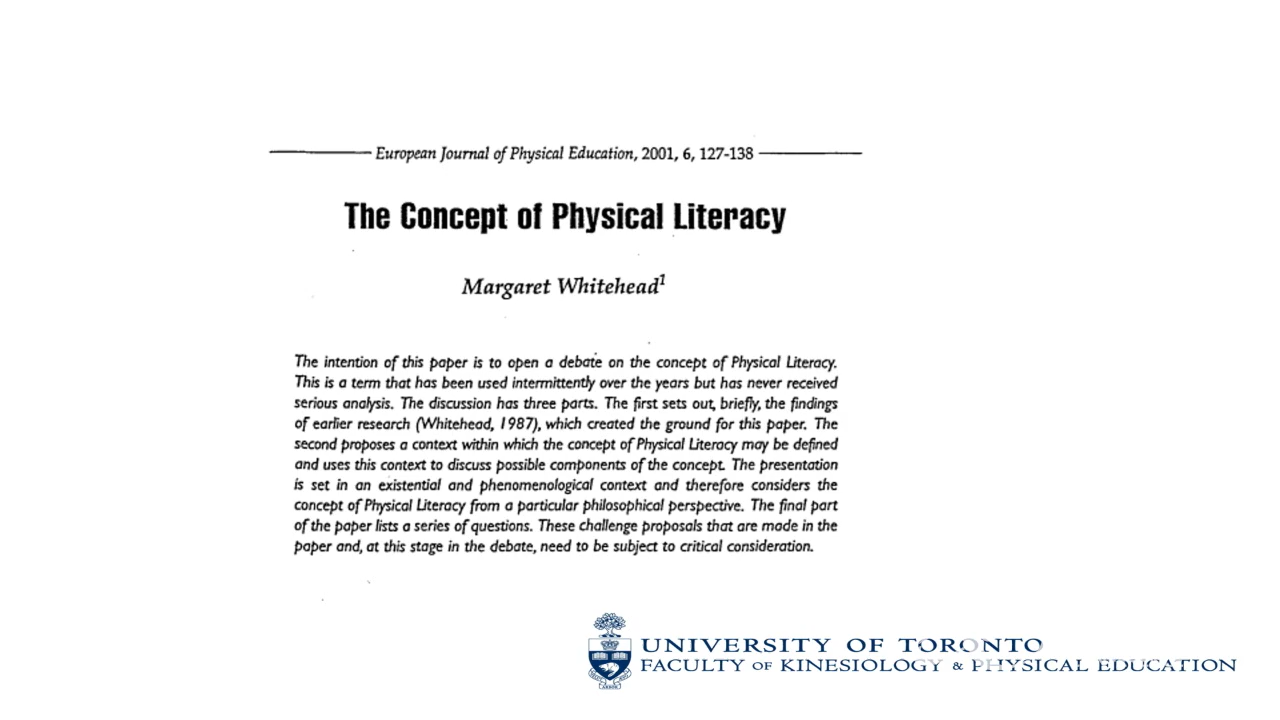 European Journal of Physical Education, 2001, 6, 127-138
The Concept of Physical Literacy
Margaret Whitehead1
The intention of this paper is to open a debate on the concept of Physical Literacy.
This is a term that has been used intermittently over the years but has never received
serious analysis. The discussion has three parts. The first sets out, briefly, the findings
of earlier research (Whitehead, 1987), which created the ground for this paper. The
second proposes a context within which the concept of Physical Literacy may be defined
and uses this context to discuss possible components of the concept. The presentation
is set in an existential and phenomenological context and therefore considers the
concept of Physical Literacy from a particular philosophical perspective. The final part
of the paper lists a series of questions. These challenge proposals that are made in the
paper and, at this stage in the debate, need to be subject to critical consideration.
UNIVERSITY OF TORONTO
FACULTY OF KINESIOLOGY & PHYSICAL EDUCATION